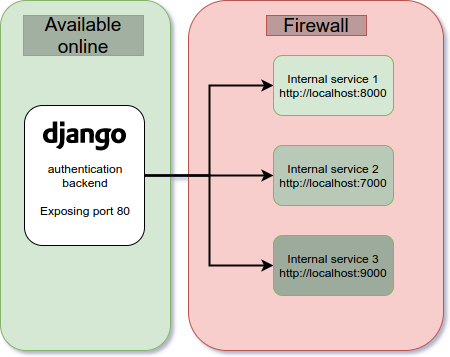 Available
online
django
authentication
backend
Exposing port 80
Firewall
Internal service 1
http://localhost:8000
Internal service 2
http://localhost:7000
Internal service 3
http://localhost:9000